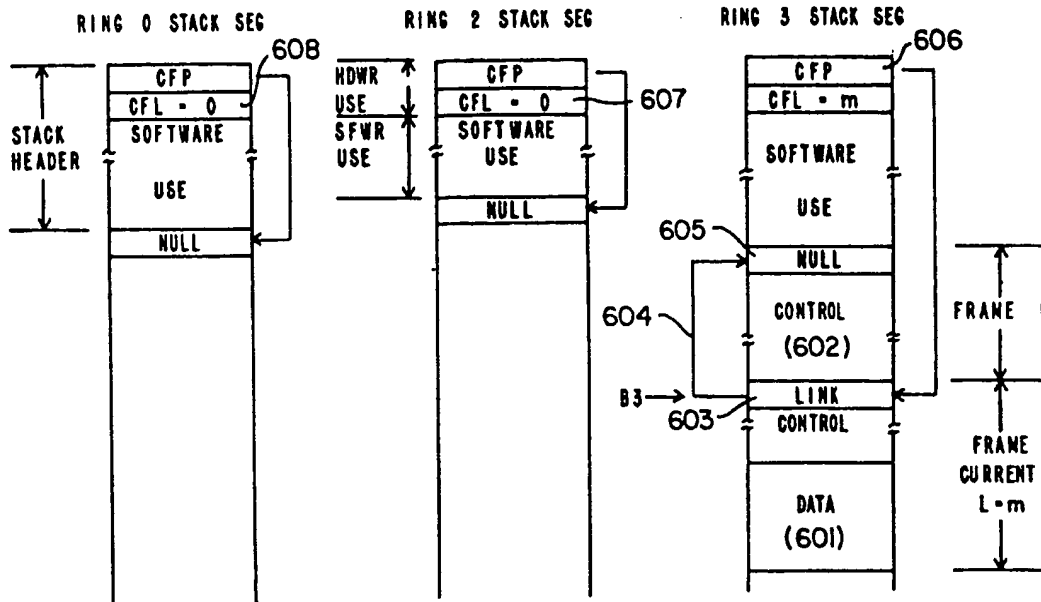 RING 0 STACK SEG
608
CFP
CFL = 0
SOFTWARE
USE
NULL
STACK
HEADER
RING 2 STACK SEG
HDWR
USE
SFWR
USE
CFP
CFL = 0
607
SOFTWARE
USE
NULL
RING 3 STACK SEG
606
CFP
CFL = m
SOFTWARE
USE
605
NULL
604
CONTROL
(602)
FRAME
B3
LINK
603
CONTROL
FRAME
CURRENT
L=m
DATA
(601)